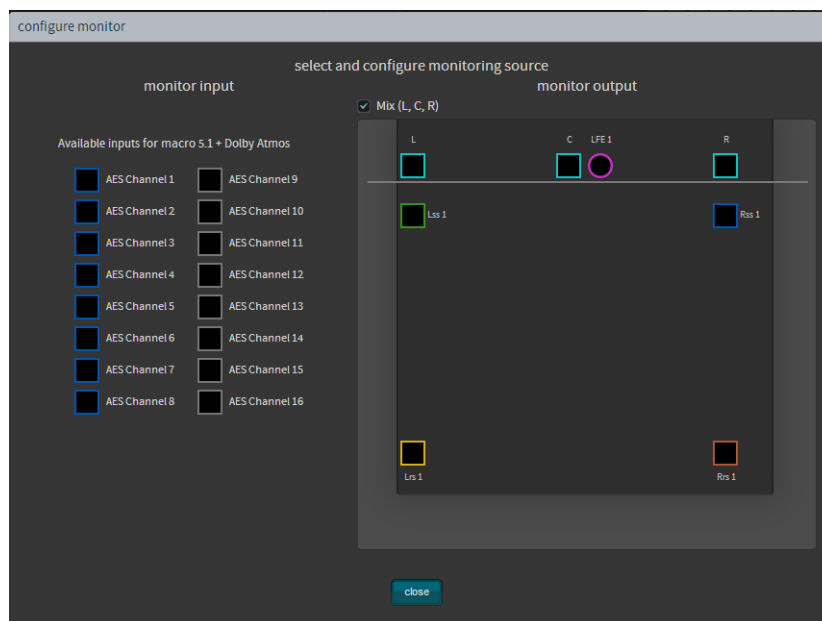 configure monitor
select and configure monitoring source
monitor input
monitor output
Mix (L, C, R)
Available inputs for macro 5.1 + Dolby Atmos
AES Channel 1
AES Channel 9
AES Channel 2
AES Channel 10
AES Channel 3
AES Channel 11
AES Channel 4
AES Channel 12
AES Channel 5
AES Channel 13
AES Channel 6
AES Channel 14
AES Channel 7
AES Channel 15
AES Channel 8
AES Channel 16
L
C
LFE 1
R
Lss 1
Rss 1
Lrs 1
Rrs 1
close